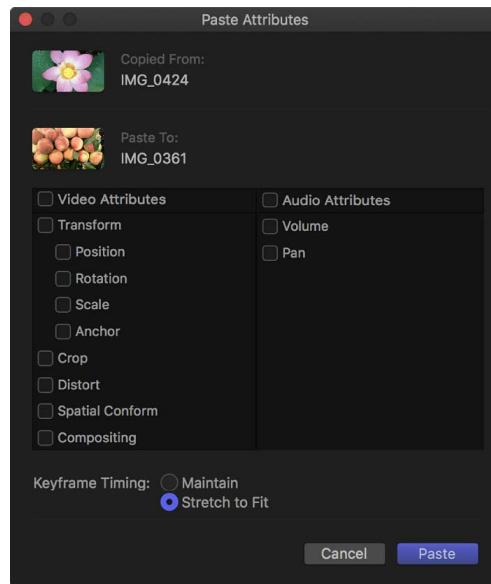 Paste Attributes
Copied From:
IMG_0424
Paste To:
IMG_0361
Video Attributes
Transform
Position
Rotation
Scale
Anchor
Crop
Distort
Spatial Conform
Compositing
Audio Attributes
Volume
Pan
Keyframe Timing: Maintain
Stretch to Fit
Cancel Paste